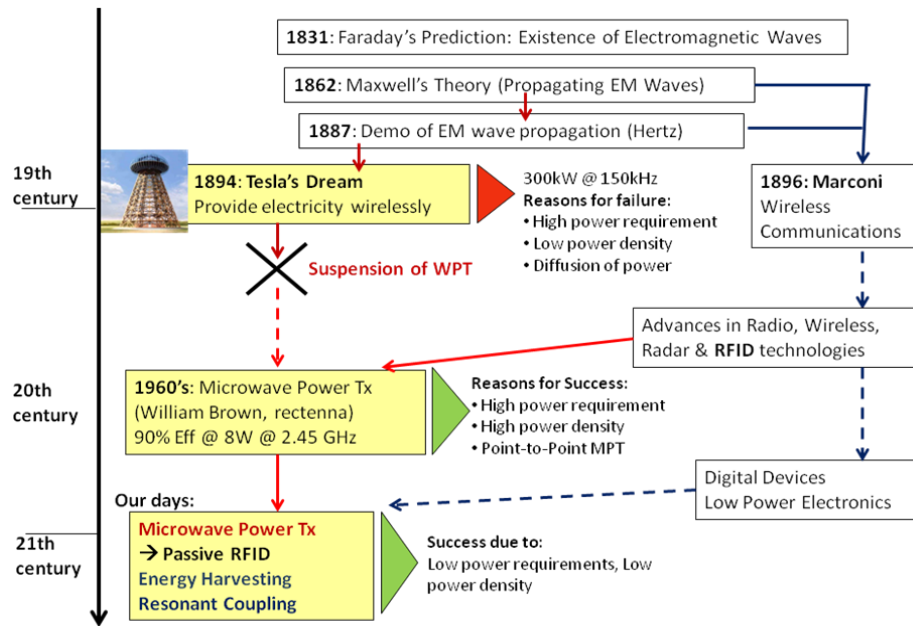 1831: Faraday's Prediction: Existence of Electromagnetic Waves
1862: Maxwell's Theory (Propagating EM Waves)
1887: Demo of EM wave propagation (Hertz)
19th
century
1894: Tesla's Dream
Provide electricity wirelessly
300kW @ 150kHz
Reasons for failure:
• High power requirement
• Low power density
• Diffusion of power
1896: Marconi
Wireless
Communications
Suspension of WPT
Advances in Radio, Wireless,
Radar & RFID technologies
20th
century
1960's: Microwave Power Tx
(William Brown, rectenna)
90% Eff @ 8W @ 2.45 GHz
Reasons for Success:
• High power requirement
• High power density
• Point-to-Point MPT
Digital Devices
Low Power Electronics
Our days:
21th
century
Microwave Power Tx
→ Passive RFID
Energy Harvesting
Resonant Coupling
Success due to:
Low power requirements, Low
power density